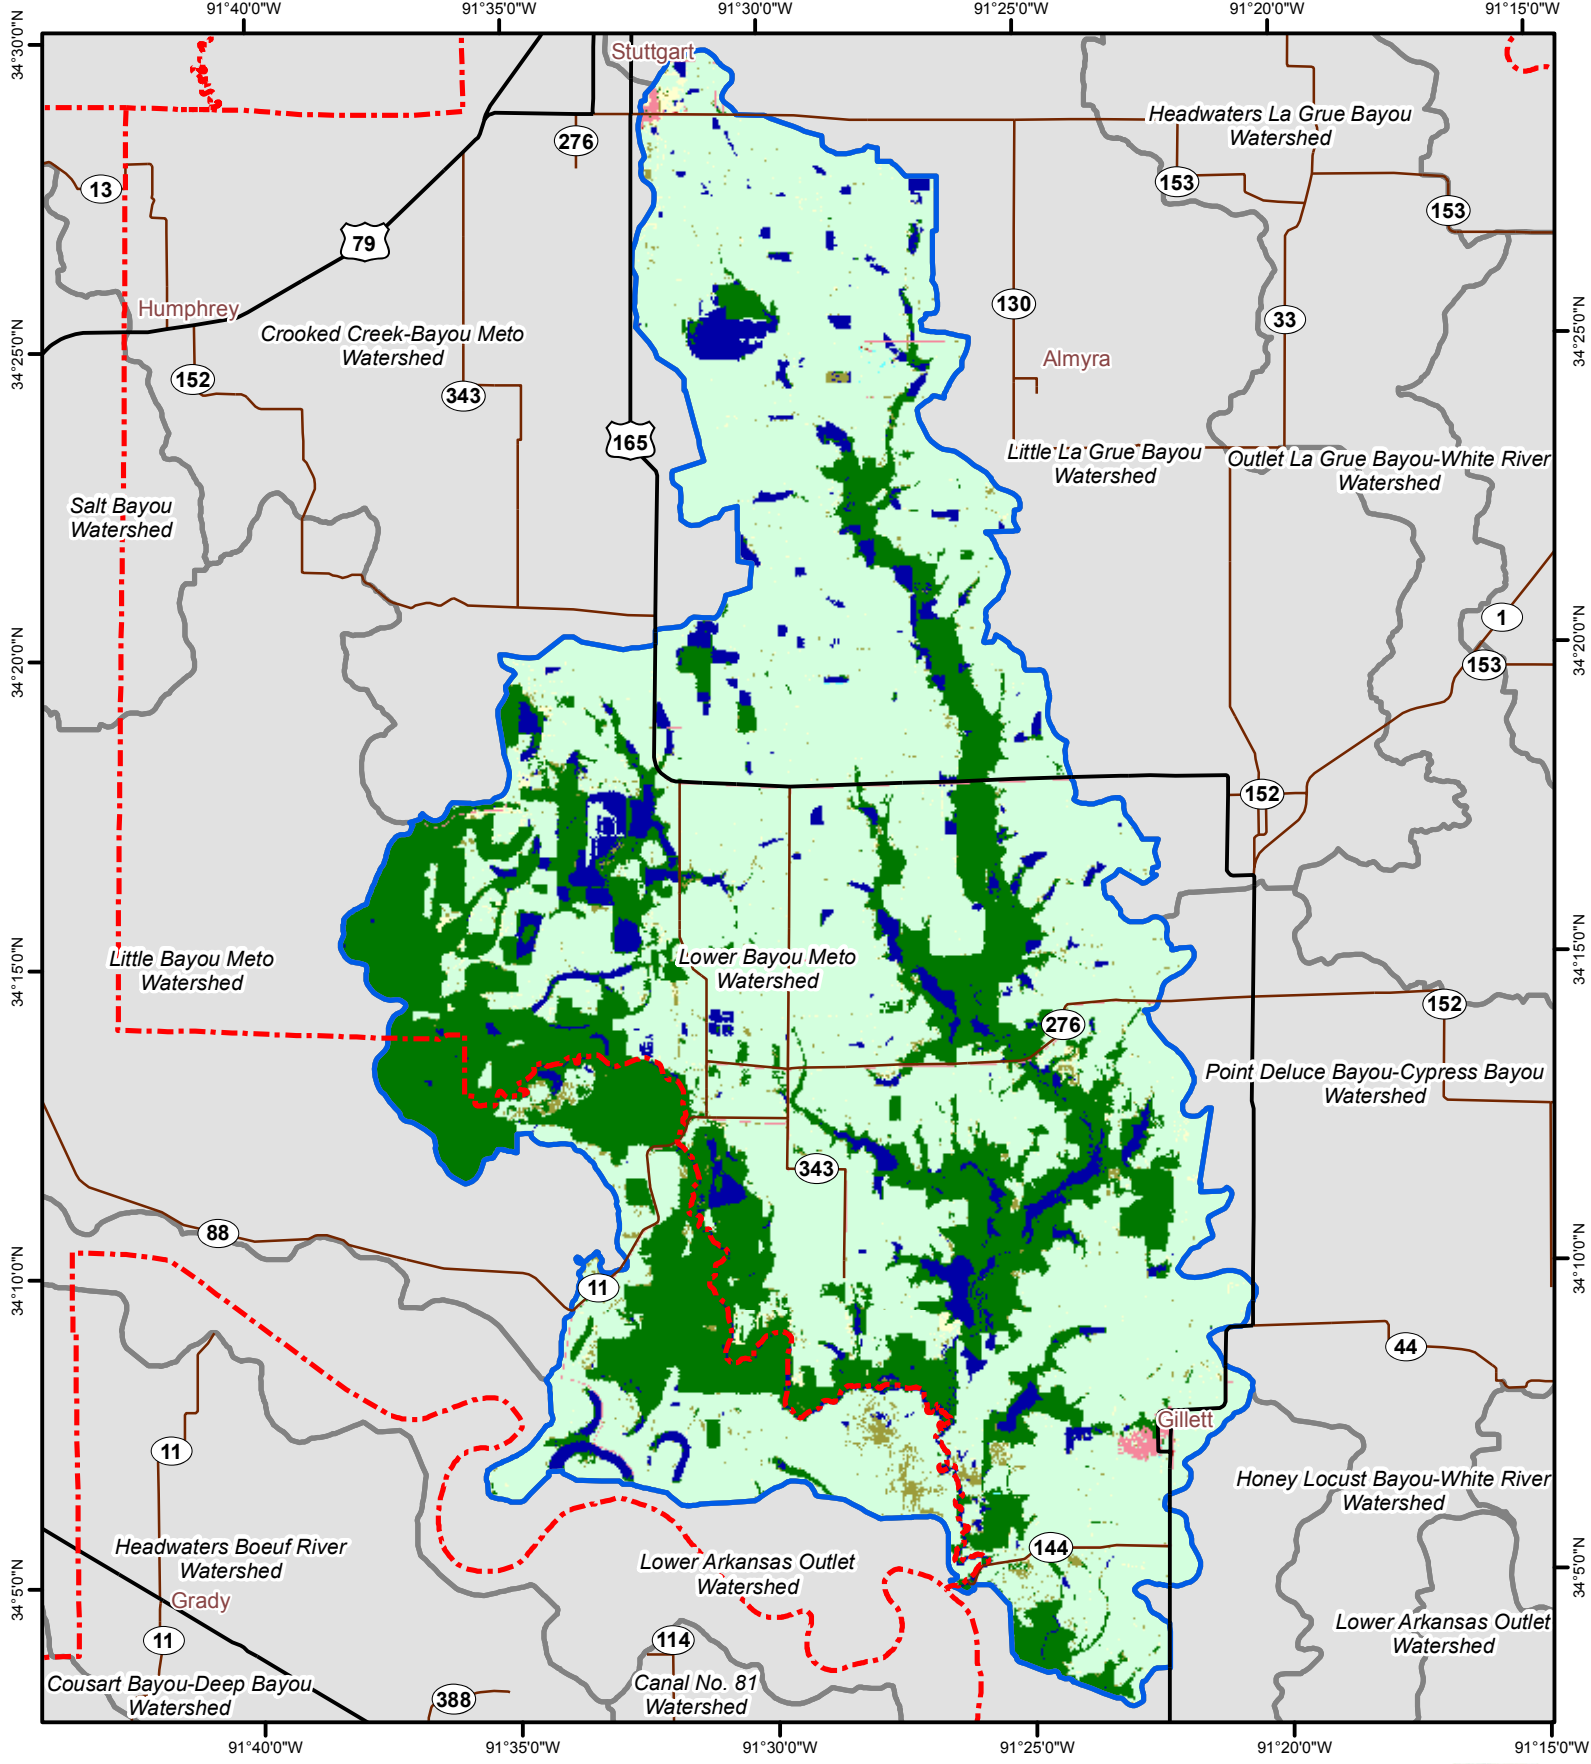 91°40'0"W
91°35'0"W
91°30'0"W
91°25'0"W
91°20'0"W
91°15'0"W
34°30'0"N
Stuttgart
Headwaters La Grue Bayou
Watershed
276
13
153
153
79
130
33
Humphrey
Crooked Creek-Bayou Meto
Watershed
34°25'0"N
34°25'0"N
Almyra
152
343
165
Little La Grue Bayou
Watershed
Outlet La Grue Bayou-White River
Watershed
Salt Bayou
Watershed
1
34°20'0"N
34°20'0"N
153
152
Little Bayou Meto
Watershed
Lower Bayou Meto
Watershed
34°15'0"N
34°15'0"N
152
276
Point Deluce Bayou-Cypress Bayou
Watershed
343
88
34°10'0"N
34°10'0"N
11
44
Gillett
11
Honey Locust Bayou-White River
Watershed
Headwaters Boeuf River
Watershed
144
Lower Arkansas Outlet
Watershed
34°5'0"N
34°5'0"N
Grady
11
114
Lower Arkansas Outlet
Watershed
Cousart Bayou-Deep Bayou
Watershed
388
Canal No. 81
Watershed
91°40'0"W
91°35'0"W
91°30'0"W
91°25'0"W
91°20'0"W
91°15'0"W